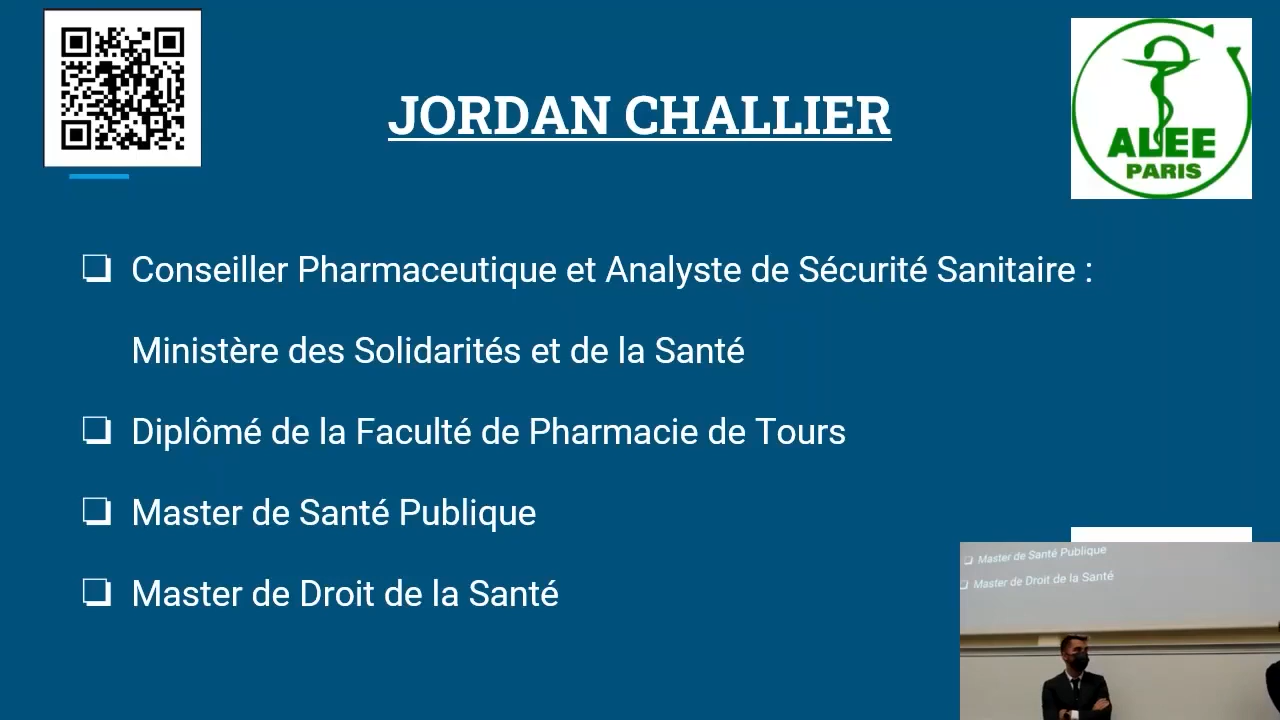 JORDAN CHALLIER
ALEE
PARIS
❏ Conseiller Pharmaceutique et Analyste de Sécurité Sanitaire :
Ministère des Solidarités et de la Santé
❏ Diplômé de la Faculté de Pharmacie de Tours
❏ Master de Santé Publique
❏ Master de Droit de la Santé
❏ Master de Santé Publique
❏ Master de Droit de la Santé